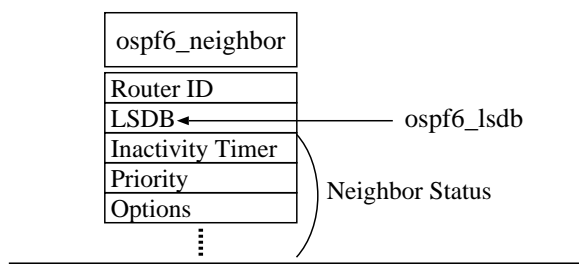 ospf6_neighbor
Router ID
LSDB
ospf6_lsdb
Inactivity Timer
Priority
Neighbor Status
Options